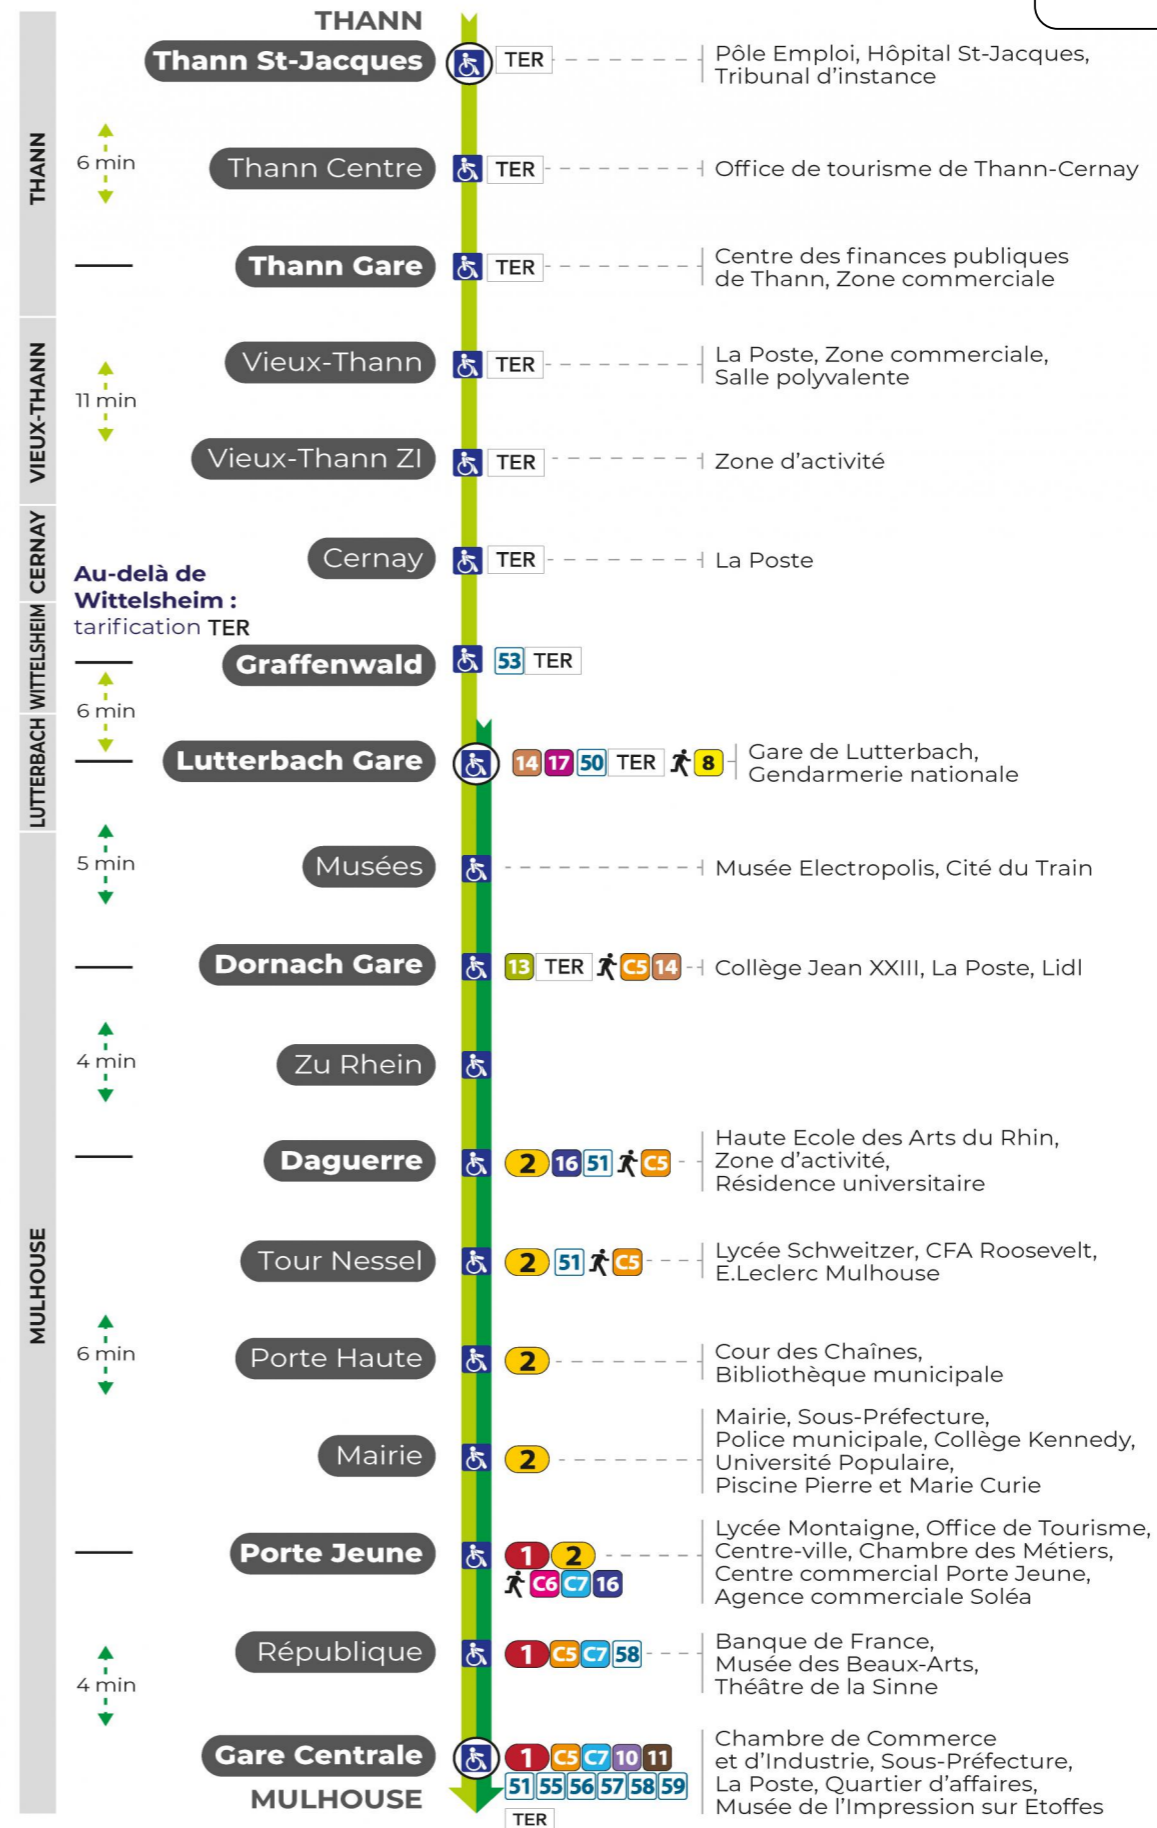 THANN
Thann St-Jacques
TER
Pôle Emploi, Hôpital St-Jacques,
Tribunal d'instance
THANN
6 min
Thann Centre
TER
Office de tourisme de Thann-Cernay
Thann Gare
TER
Centre des finances publiques
de Thann, Zone commerciale
VIEUX-THANN
11 min
Vieux-Thann
TER
La Poste, Zone commerciale,
Salle polyvalente
Vieux-Thann ZI
TER
Zone d'activité
CERNAY
Cernay
TER
La Poste
Au-delà de
Wittelsheim :
tarification TER
WITTELSHEIM
Graffenwald
53 TER
6 min
LUTTERBACH
Lutterbach Gare
14 17 50 TER 8
Gare de Lutterbach,
Gendarmerie nationale
MULHOUSE
5 min
Musées
Musée Electropolis, Cité du Train
Dornach Gare
13 TER C5 14
Collège Jean XXIII, La Poste, Lidl
4 min
Zu Rhein
Daguerre
2 16 51 C5
Haute Ecole des Arts du Rhin,
Zone d'activité,
Résidence universitaire
Tour Nessel
2 51 C5
Lycée Schweitzer, CFA Roosevelt,
E.Leclerc Mulhouse
6 min
Porte Haute
2
Cour des Chaînes,
Bibliothèque municipale
Mairie
2
Mairie, Sous-Préfecture,
Police municipale, Collège Kennedy,
Université Populaire,
Piscine Pierre et Marie Curie
Porte Jeune
1 2
C6 C7 16
Lycée Montaigne, Office de Tourisme,
Centre-ville, Chambre des Métiers,
Centre commercial Porte Jeune,
Agence commerciale Soléa
République
1 C5 C7 58
Banque de France,
Musée des Beaux-Arts,
Théâtre de la Sinne
4 min
Gare Centrale
1 C5 C7 10 11
51 55 56 57 58 59
TER
Chambre de Commerce
et d'Industrie, Sous-Préfecture,
La Poste, Quartier d'affaires,
Musée de l'Impression sur Etoffes
MULHOUSE